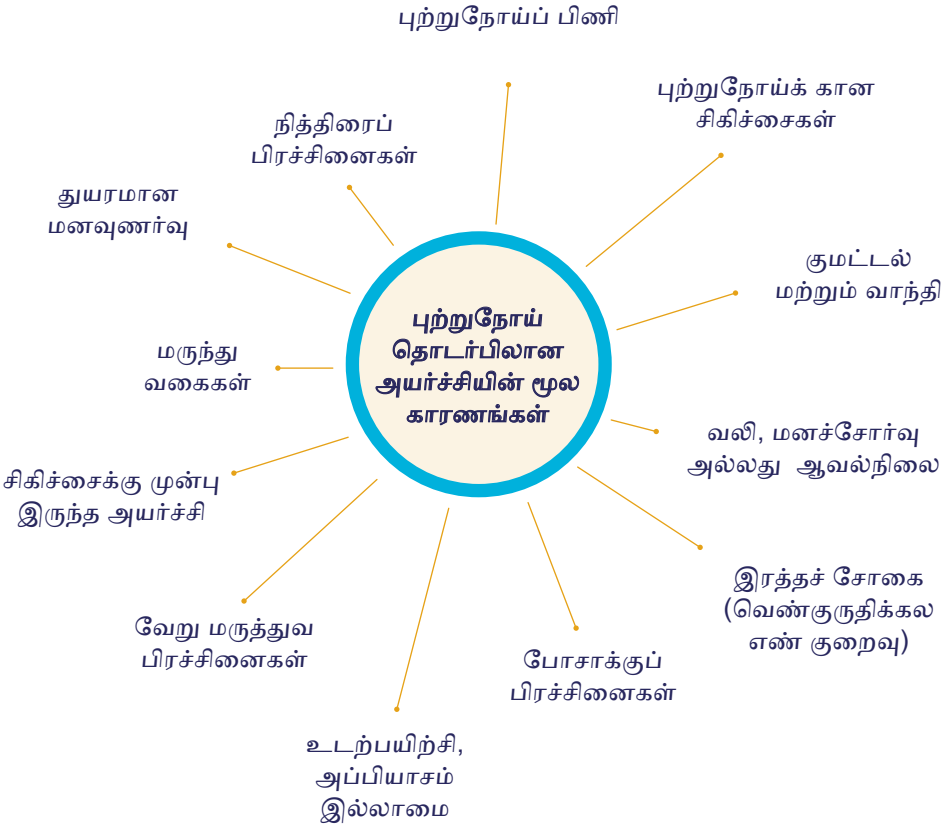 புற்றுநோய்ப் பிணி
புற்றுநோய்க் கான
சிகிச்சைகள்
குமட்டல்
மற்றும் வாந்தி
வலி, மனச்சோர்வு
அல்லது ஆவல்நிலை
இரத்தச் சோகை
(வெண்குருதிக்கல
எண் குறைவு)
போசாக்குப்
பிரச்சினைகள்
உடற்பயிற்சி,
அப்பியாசம்
இல்லாமை
வேறு மருத்துவ
பிரச்சினைகள்
சிகிச்சைக்கு முன்பு
இருந்த அயர்ச்சி
மருந்து
வகைகள்
துயரமான
மனவுணர்வு
நித்திரைப்
பிரச்சினைகள்
புற்றுநோய்
தொடர்பிலான
அயர்ச்சியின் மூல
காரணங்கள்